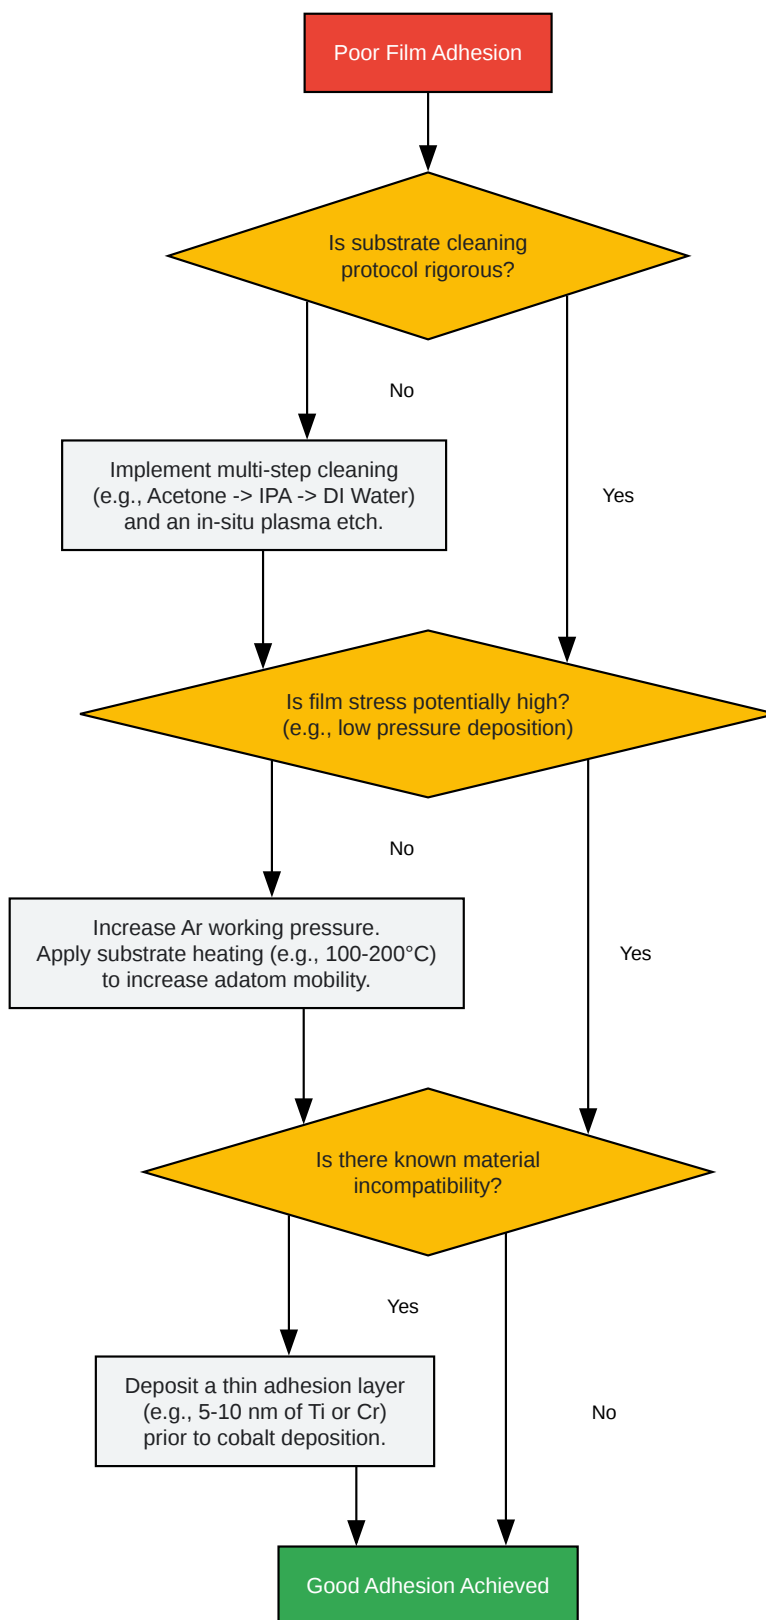 Poor Film Adhesion
Is substrate cleaning
protocol rigorous?
No
Implement multi-step cleaning
(e.g., Acetone -> IPA -> DI Water)
and an in-situ plasma etch.
Yes
Is film stress potentially high?
(e.g., low pressure deposition)
No
Increase Ar working pressure.
Apply substrate heating (e.g., 100-200°C)
to increase adatom mobility.
Yes
Is there known material
incompatibility?
Yes
Deposit a thin adhesion layer
(e.g., 5-10 nm of Ti or Cr)
prior to cobalt deposition.
No
Good Adhesion Achieved